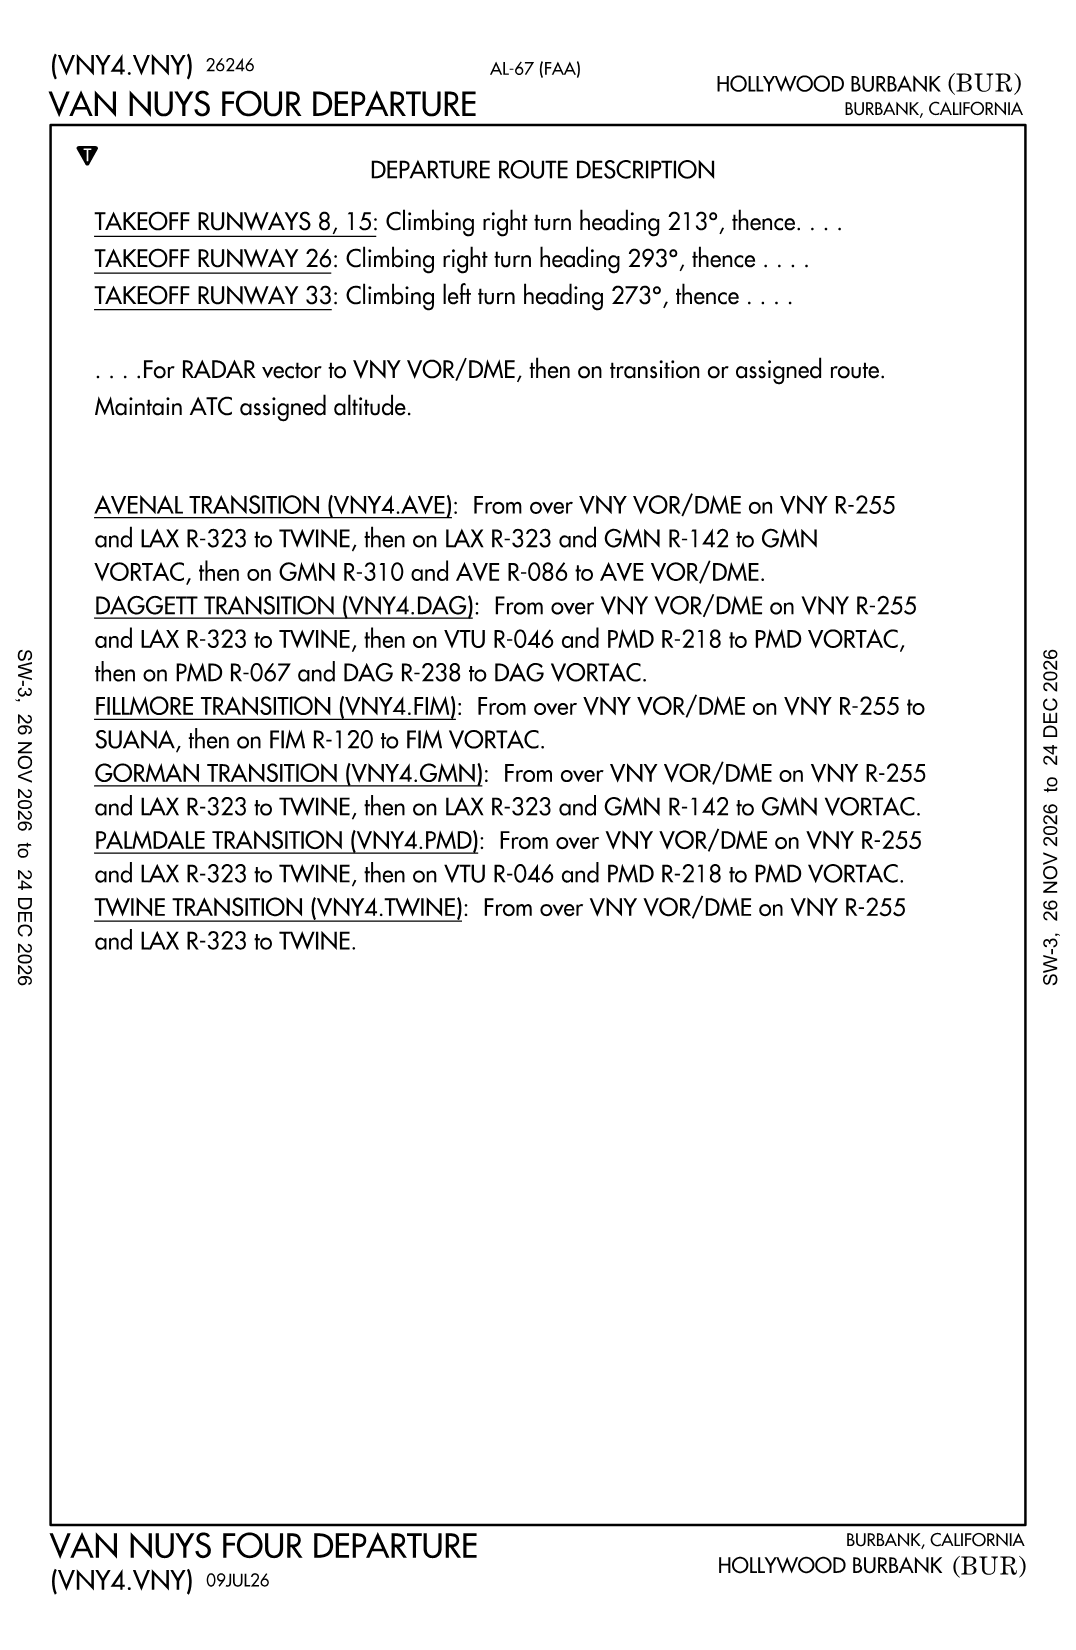 (VNY4.VNY) 26246
AL-67 (FAA)
HOLLYWOOD BURBANK (BUR)
VAN NUYS FOUR DEPARTURE
BURBANK, CALIFORNIA
T
DEPARTURE ROUTE DESCRIPTION
TAKEOFF RUNWAYS 8, 15: Climbing right turn heading 213°, thence. . . .
TAKEOFF RUNWAY 26: Climbing right turn heading 293°, thence . . . .
TAKEOFF RUNWAY 33: Climbing left turn heading 273°, thence . . . .
. . . .For RADAR vector to VNY VOR/DME, then on transition or assigned route.
Maintain ATC assigned altitude.
AVENAL TRANSITION (VNY4.AVE): From over VNY VOR/DME on VNY R-255
and LAX R-323 to TWINE, then on LAX R-323 and GMN R-142 to GMN
VORTAC, then on GMN R-310 and AVE R-086 to AVE VOR/DME.
DAGGETT TRANSITION (VNY4.DAG): From over VNY VOR/DME on VNY R-255
and LAX R-323 to TWINE, then on VTU R-046 and PMD R-218 to PMD VORTAC,
then on PMD R-067 and DAG R-238 to DAG VORTAC.
FILLMORE TRANSITION (VNY4.FIM): From over VNY VOR/DME on VNY R-255 to
SUANA, then on FIM R-120 to FIM VORTAC.
GORMAN TRANSITION (VNY4.GMN): From over VNY VOR/DME on VNY R-255
and LAX R-323 to TWINE, then on LAX R-323 and GMN R-142 to GMN VORTAC.
PALMDALE TRANSITION (VNY4.PMD): From over VNY VOR/DME on VNY R-255
and LAX R-323 to TWINE, then on VTU R-046 and PMD R-218 to PMD VORTAC.
TWINE TRANSITION (VNY4.TWINE): From over VNY VOR/DME on VNY R-255
and LAX R-323 to TWINE.
SW-3, 26 NOV 2026 to 24 DEC 2026
SW-3, 26 NOV 2026 to 24 DEC 2026
VAN NUYS FOUR DEPARTURE
BURBANK, CALIFORNIA
(VNY4.VNY) 09JUL26
HOLLYWOOD BURBANK (BUR)